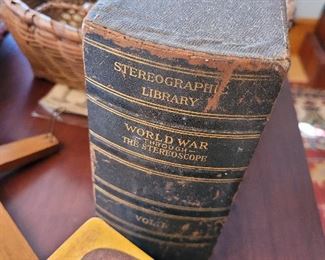 STEREOGRAPHIC
LIBRARY
WORLD WAR
THROUGH
THE STEREOSCOPE